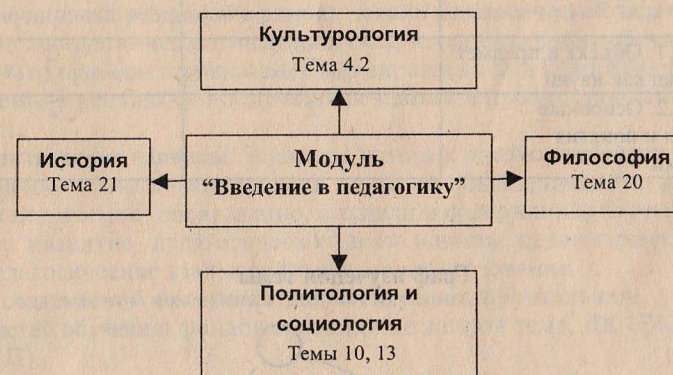 Культурология
Тема 4.2
История
Тема 21
Модуль
“Введение в педагогику”
Философия
Тема 20
Политология и
социология
Темы 10, 13